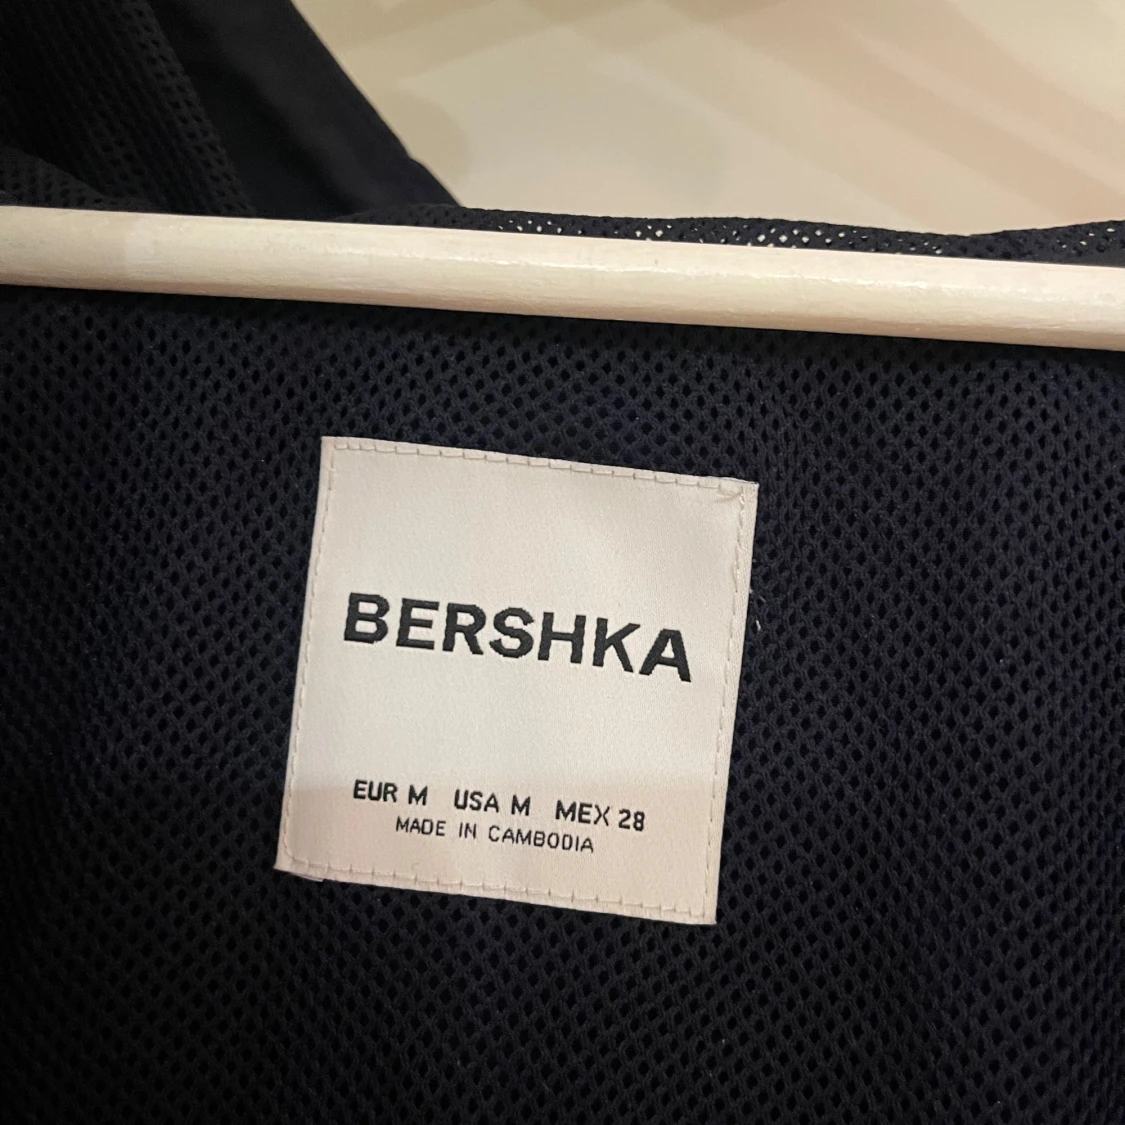 BERSHKA
EUR M USA M MEX 28
MADE IN CAMBODIA